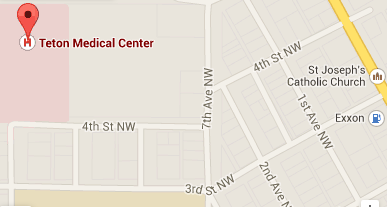 H Teton Medical Center
4th St NW
St Joseph's
Catholic Church
7th Ave NW
1st Ave NW
Exxon
4th St NW
3rd St NW
2nd Ave NW